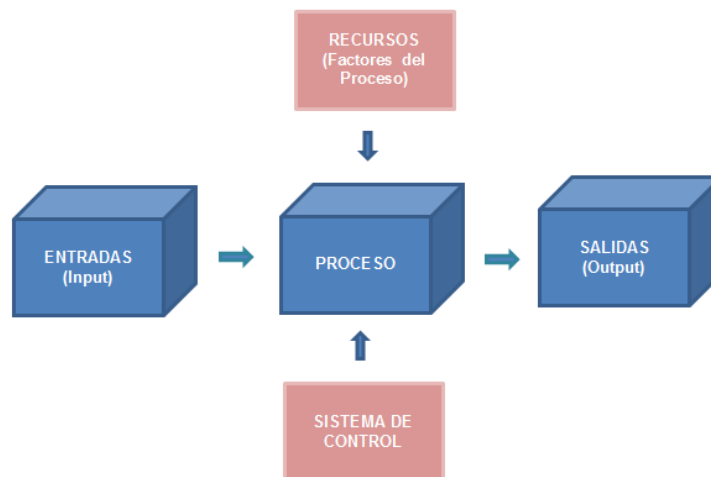 RECURSOS
(Factores del
Proceso)
ENTRADAS
(Input)
PROCESO
SALIDAS
(Output)
SISTEMA DE
CONTROL